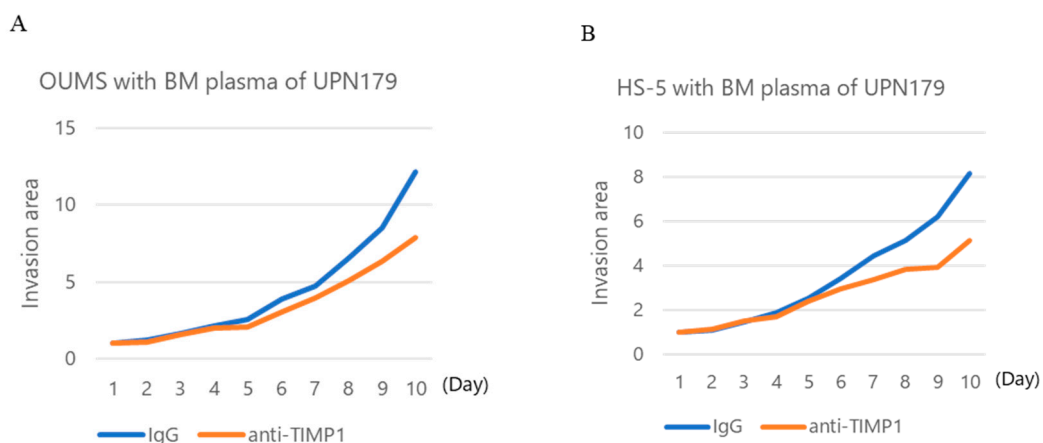 A
OUMS with BM plasma of UPN179
15
10
5
0
Invasion area
1 2 3 4 5 6 7 8 9 10 (Day)
IgG anti-TIMP1
B
HS-5 with BM plasma of UPN179
10
8
6
4
2
0
Invasion area
1 2 3 4 5 6 7 8 9 10 (Day)
IgG anti-TIMP1